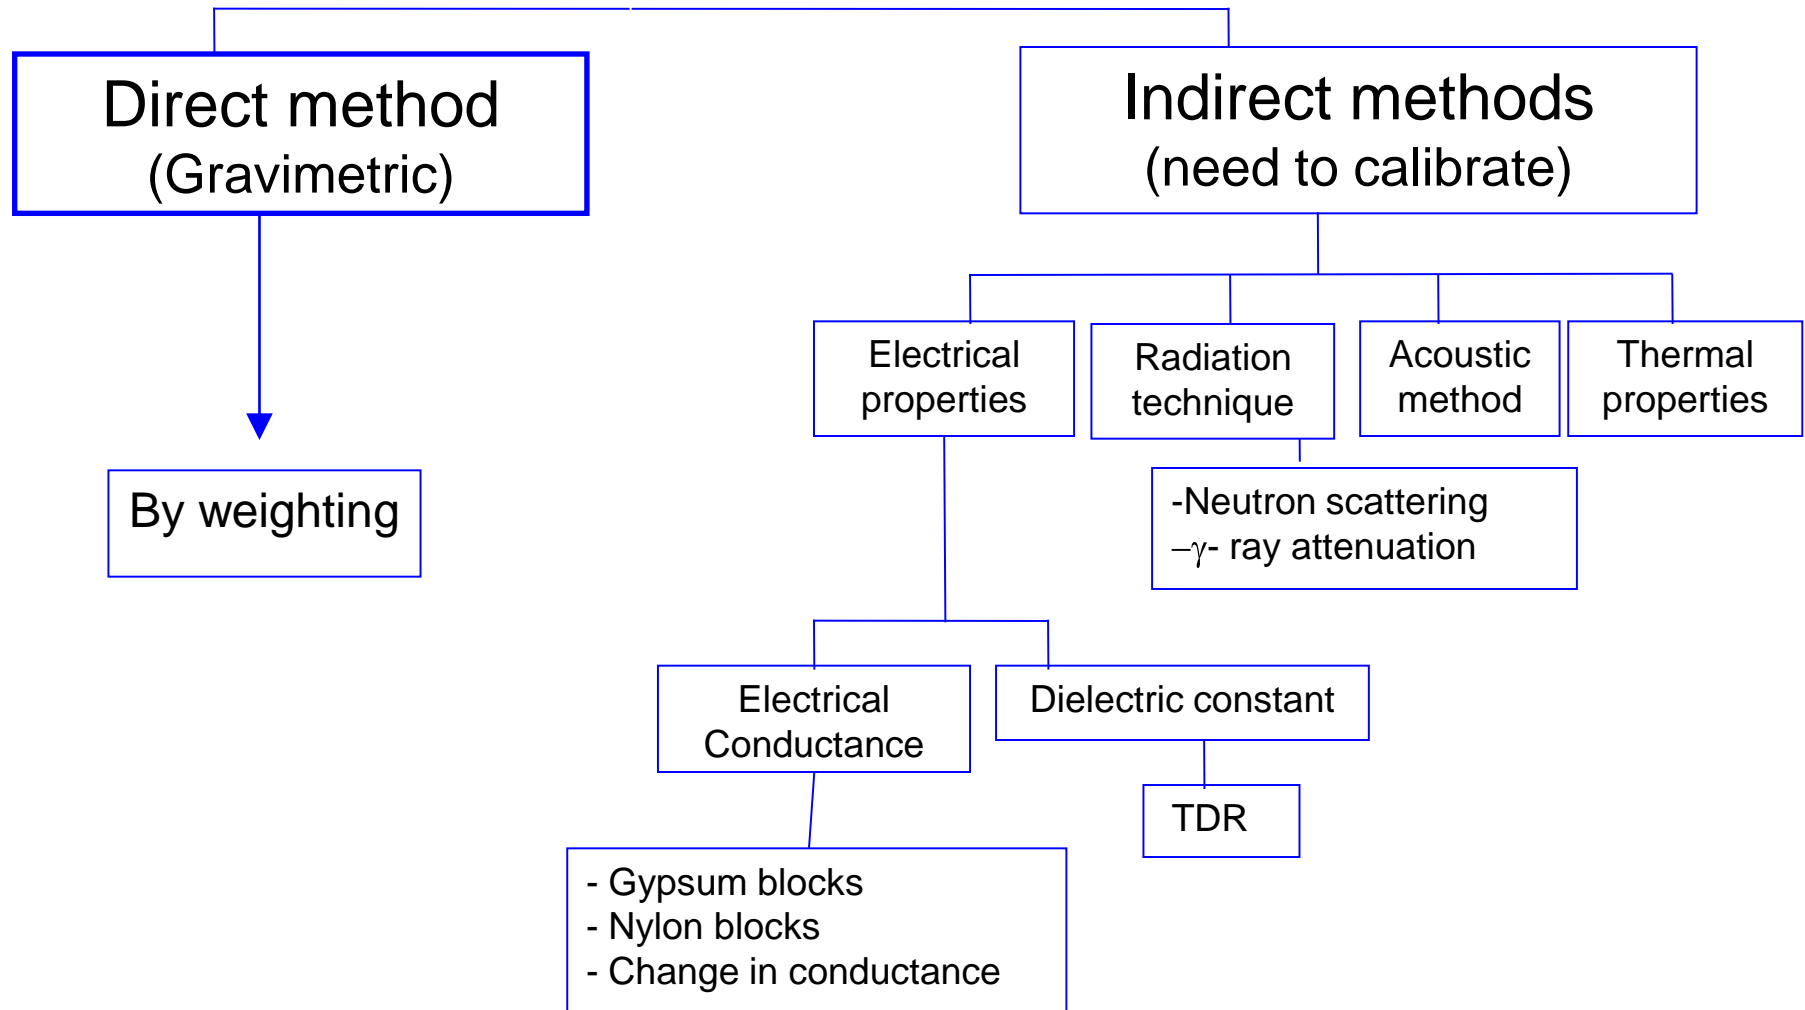 Direct method
(Gravimetric)
Indirect methods
(need to calibrate)
Electrical
properties
Radiation
technique
Acoustic
method
Thermal
properties
By weighting
-Neutron scattering
–γ- ray attenuation
Electrical
Conductance
Dielectric constant
TDR
- Gypsum blocks
- Nylon blocks
- Change in conductance